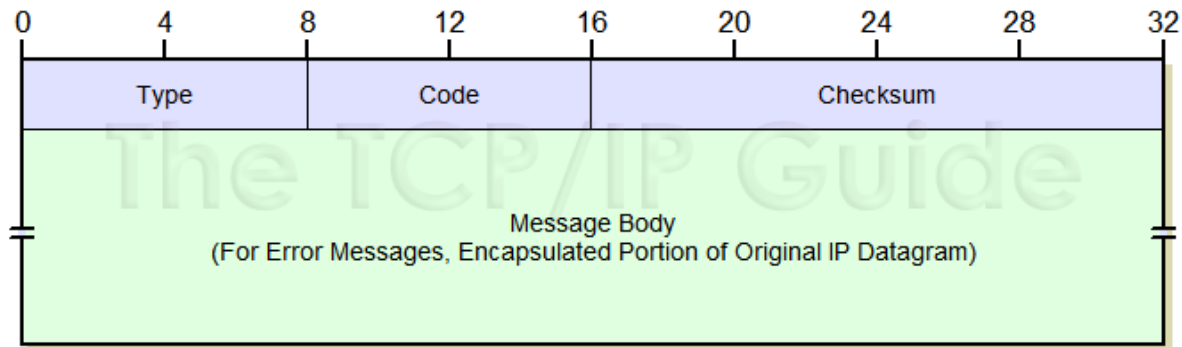 0 4 8 12 16 20 24 28 32
Type Code Checksum
The TCP/IP Guide
Message Body
(For Error Messages, Encapsulated Portion of Original IP Datagram)